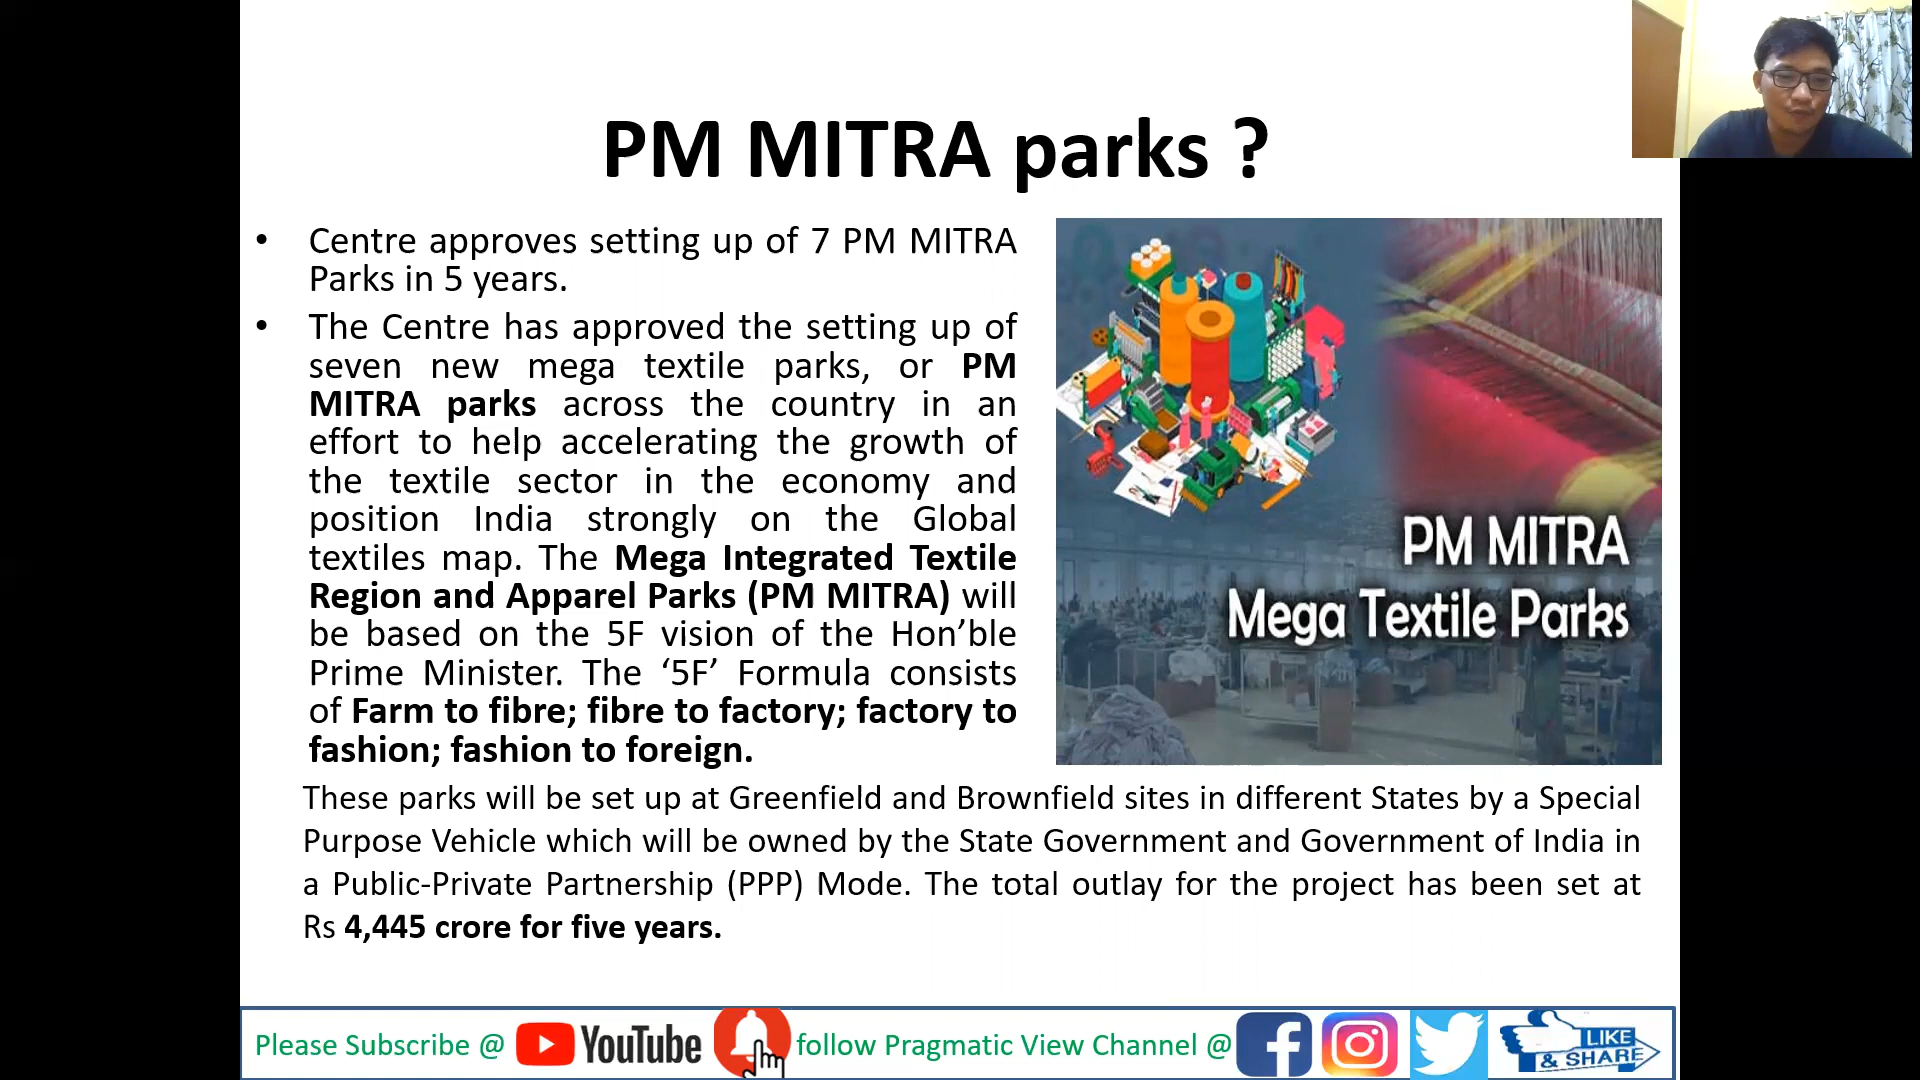 PM MITRA parks ?
• Centre approves setting up of 7 PM MITRA
Parks in 5 years.
• The Centre has approved the setting up of
seven new mega textile parks, or PM
MITRA parks across the country in an
effort to help accelerating the growth of
the textile sector in the economy and
position India strongly on the Global
textiles map. The Mega Integrated Textile
Region and Apparel Parks (PM MITRA) will
be based on the 5F vision of the Hon’ble
Prime Minister. The ‘5F’ Formula consists
of Farm to fibre; fibre to factory; factory to
fashion; fashion to foreign.
PM MITRA
Mega Textile Parks
These parks will be set up at Greenfield and Brownfield sites in different States by a Special
Purpose Vehicle which will be owned by the State Government and Government of India in
a Public-Private Partnership (PPP) Mode. The total outlay for the project has been set at
Rs 4,445 crore for five years.
Please Subscribe @ YouTube follow Pragmatic View Channel @
LIKE
& SHARE